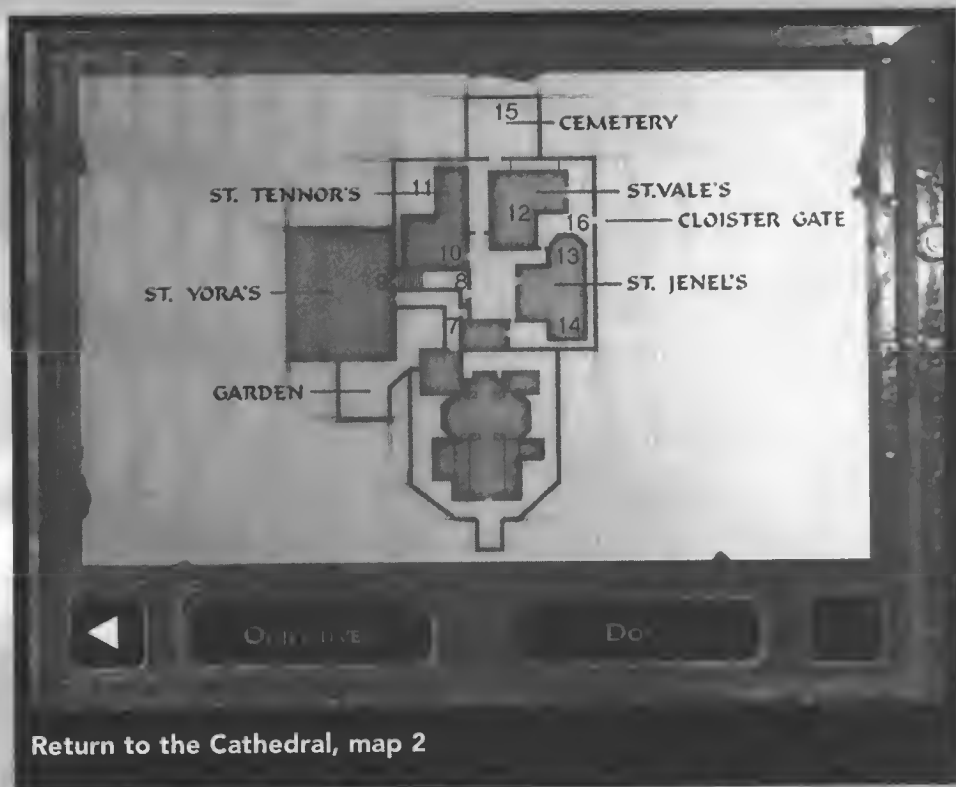 15
CEMETERY
ST. TENNOR'S
11
ST. VALE'S
12
16
CLOISTER GATE
10
13
ST. YORA'S
9
8
ST. JENEL'S
7
14
GARDEN
Return to the Cathedral, map 2